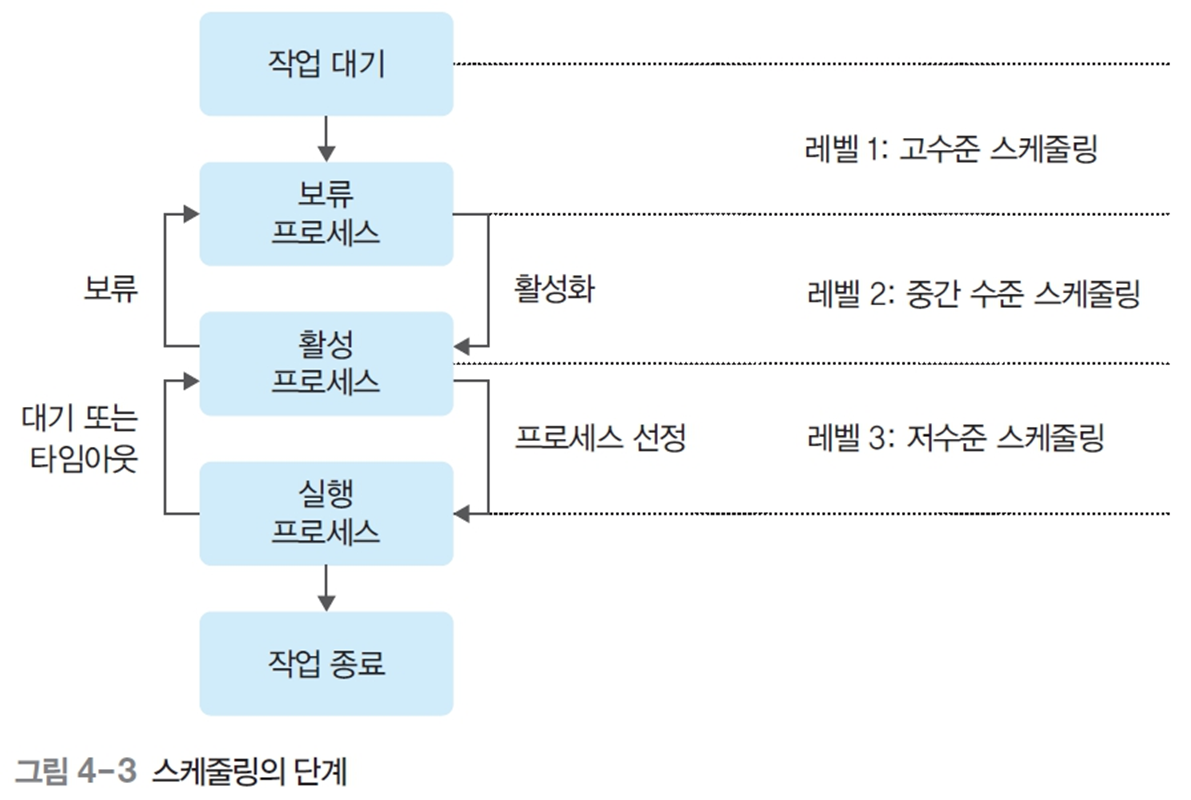 작업 대기
레벨 1: 고수준 스케줄링
보류
프로세스
보류
활성화
레벨 2: 중간 수준 스케줄링
활성
프로세스
대기 또는
타임아웃
프로세스 선정
레벨 3: 저수준 스케줄링
실행
프로세스
작업 종료
그림 4-3 스케줄링의 단계